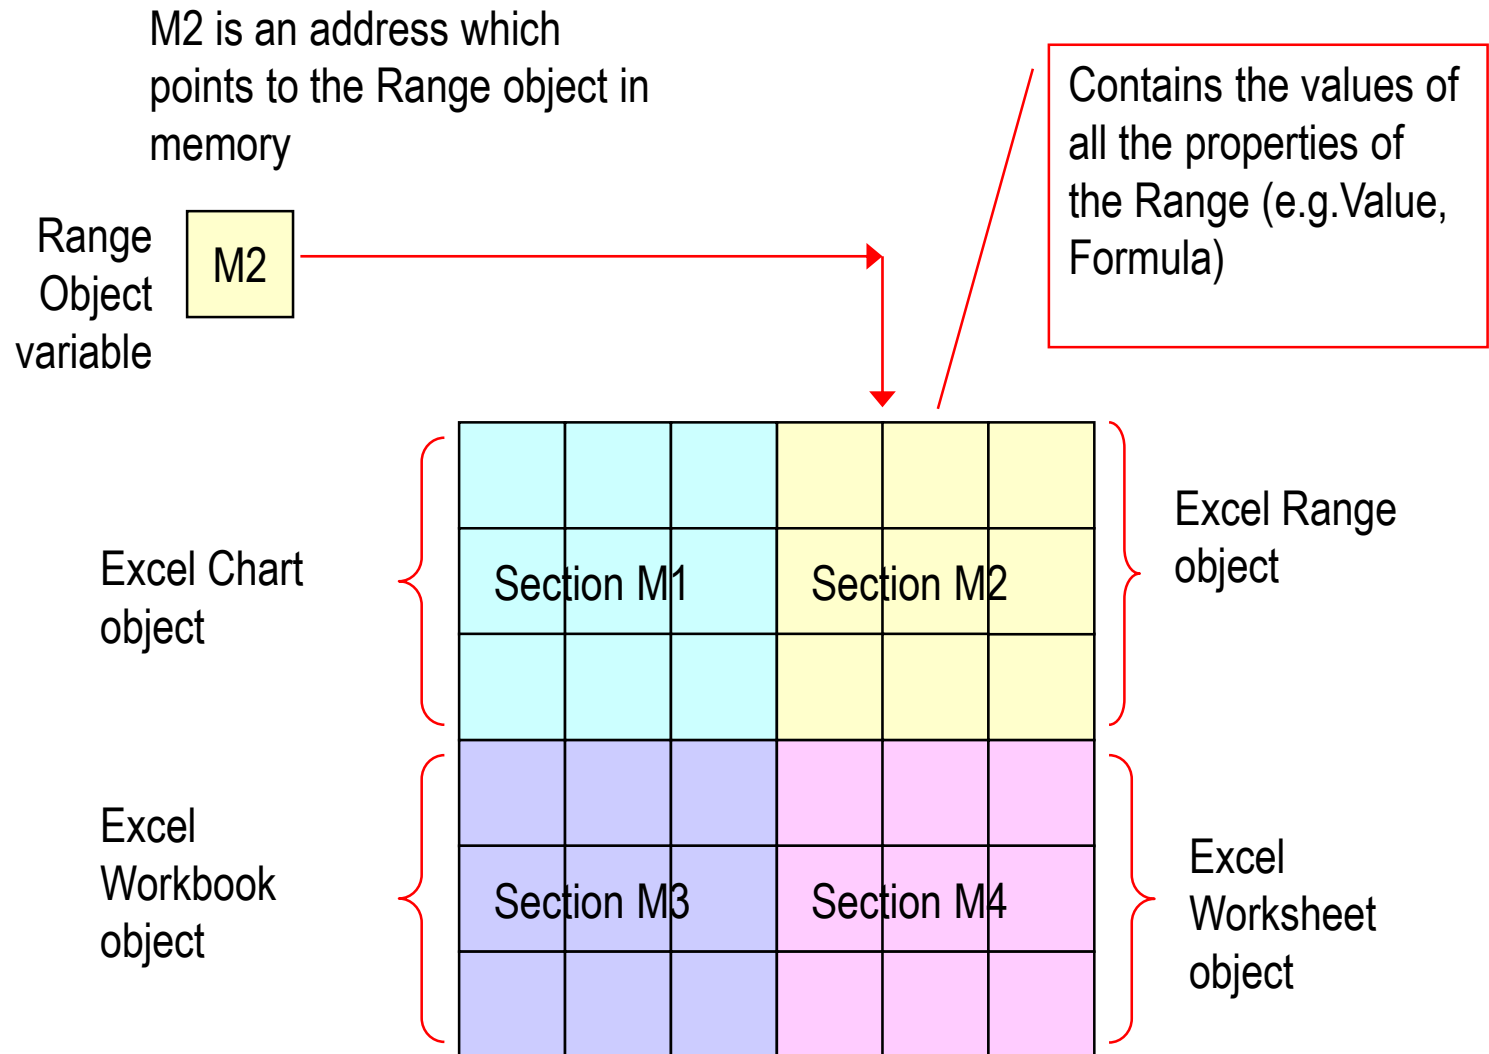 M2 is an address which
points to the Range object in
memory
Contains the values of
all the properties of
the Range (e.g.Value,
Formula)
Range
Object
variable
M2
Excel Chart
object
Section M1
Section M2
Excel Range
object
Excel
Workbook
object
Section M3
Section M4
Excel
Worksheet
object